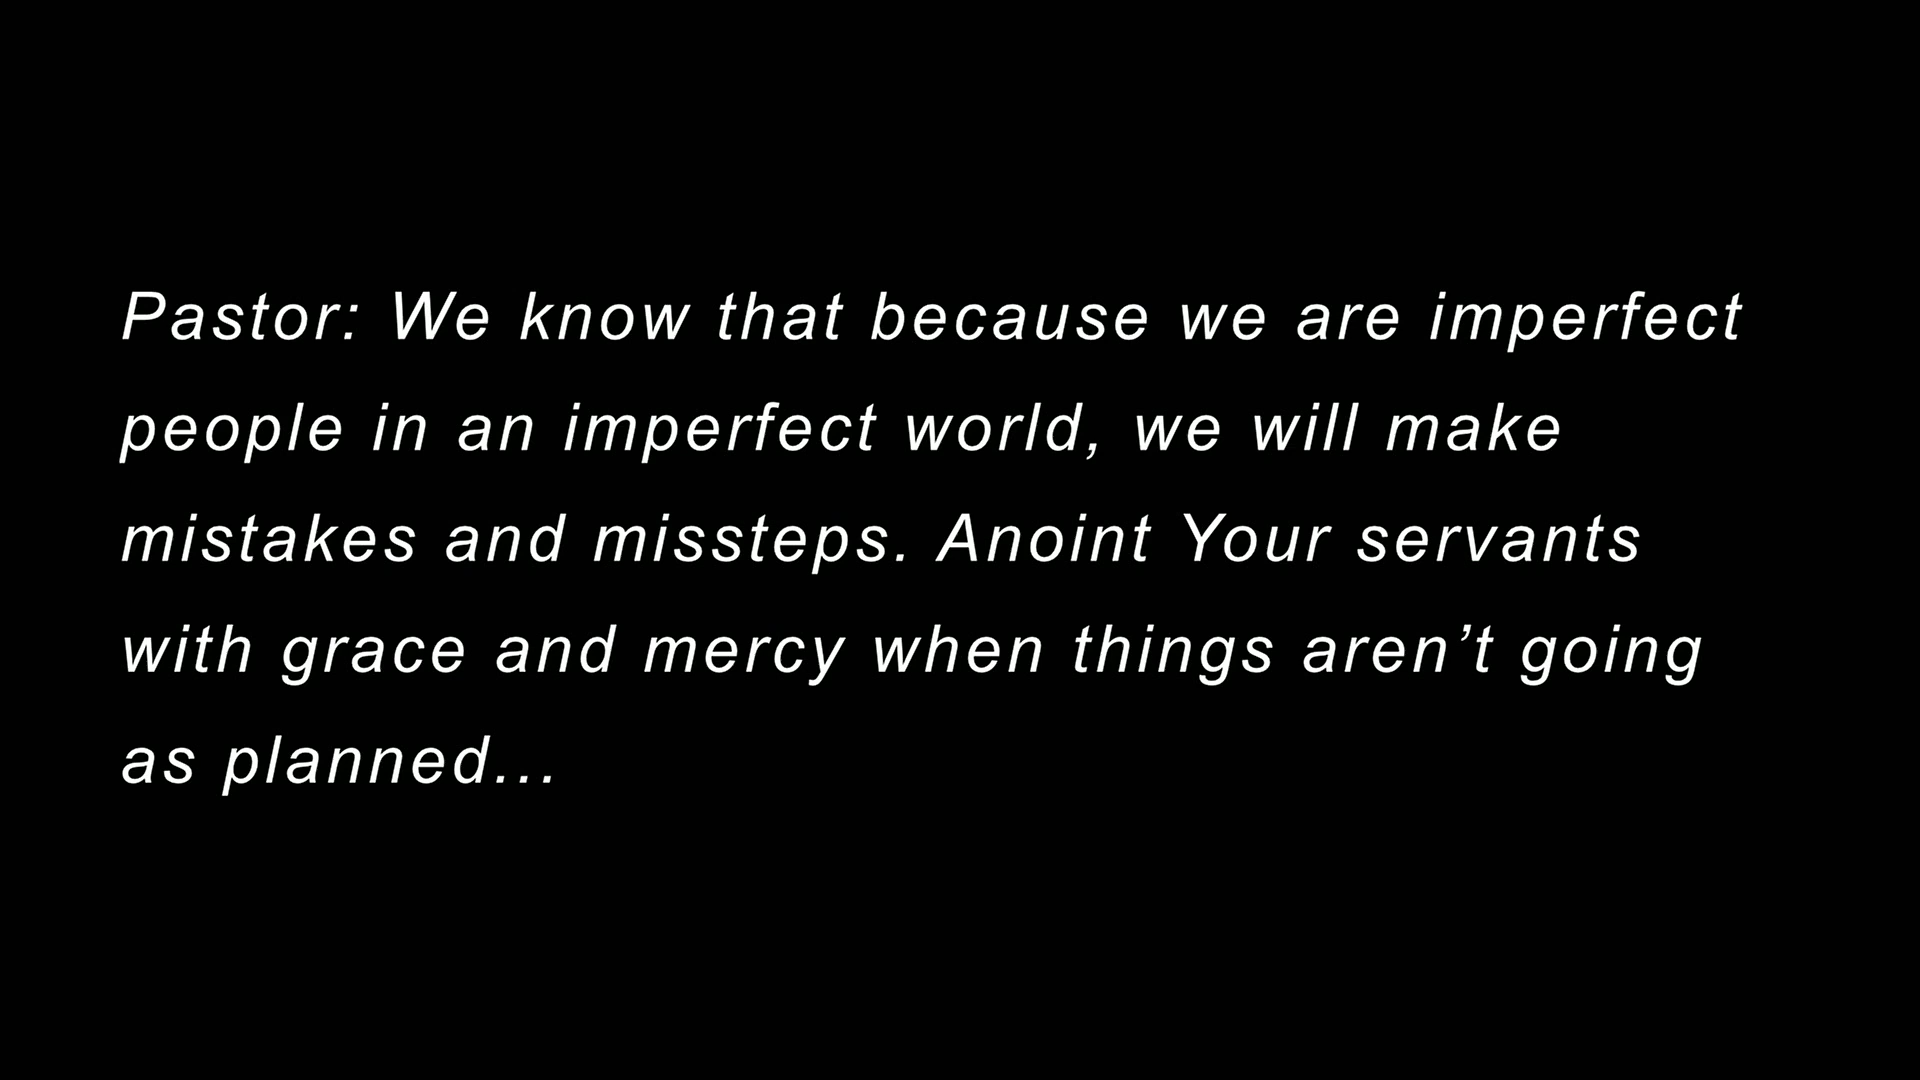 Pastor: We know that because we are imperfect
people in an imperfect world, we will make
mistakes and missteps. Anoint Your servants
with grace and mercy when things aren’t going
as planned...